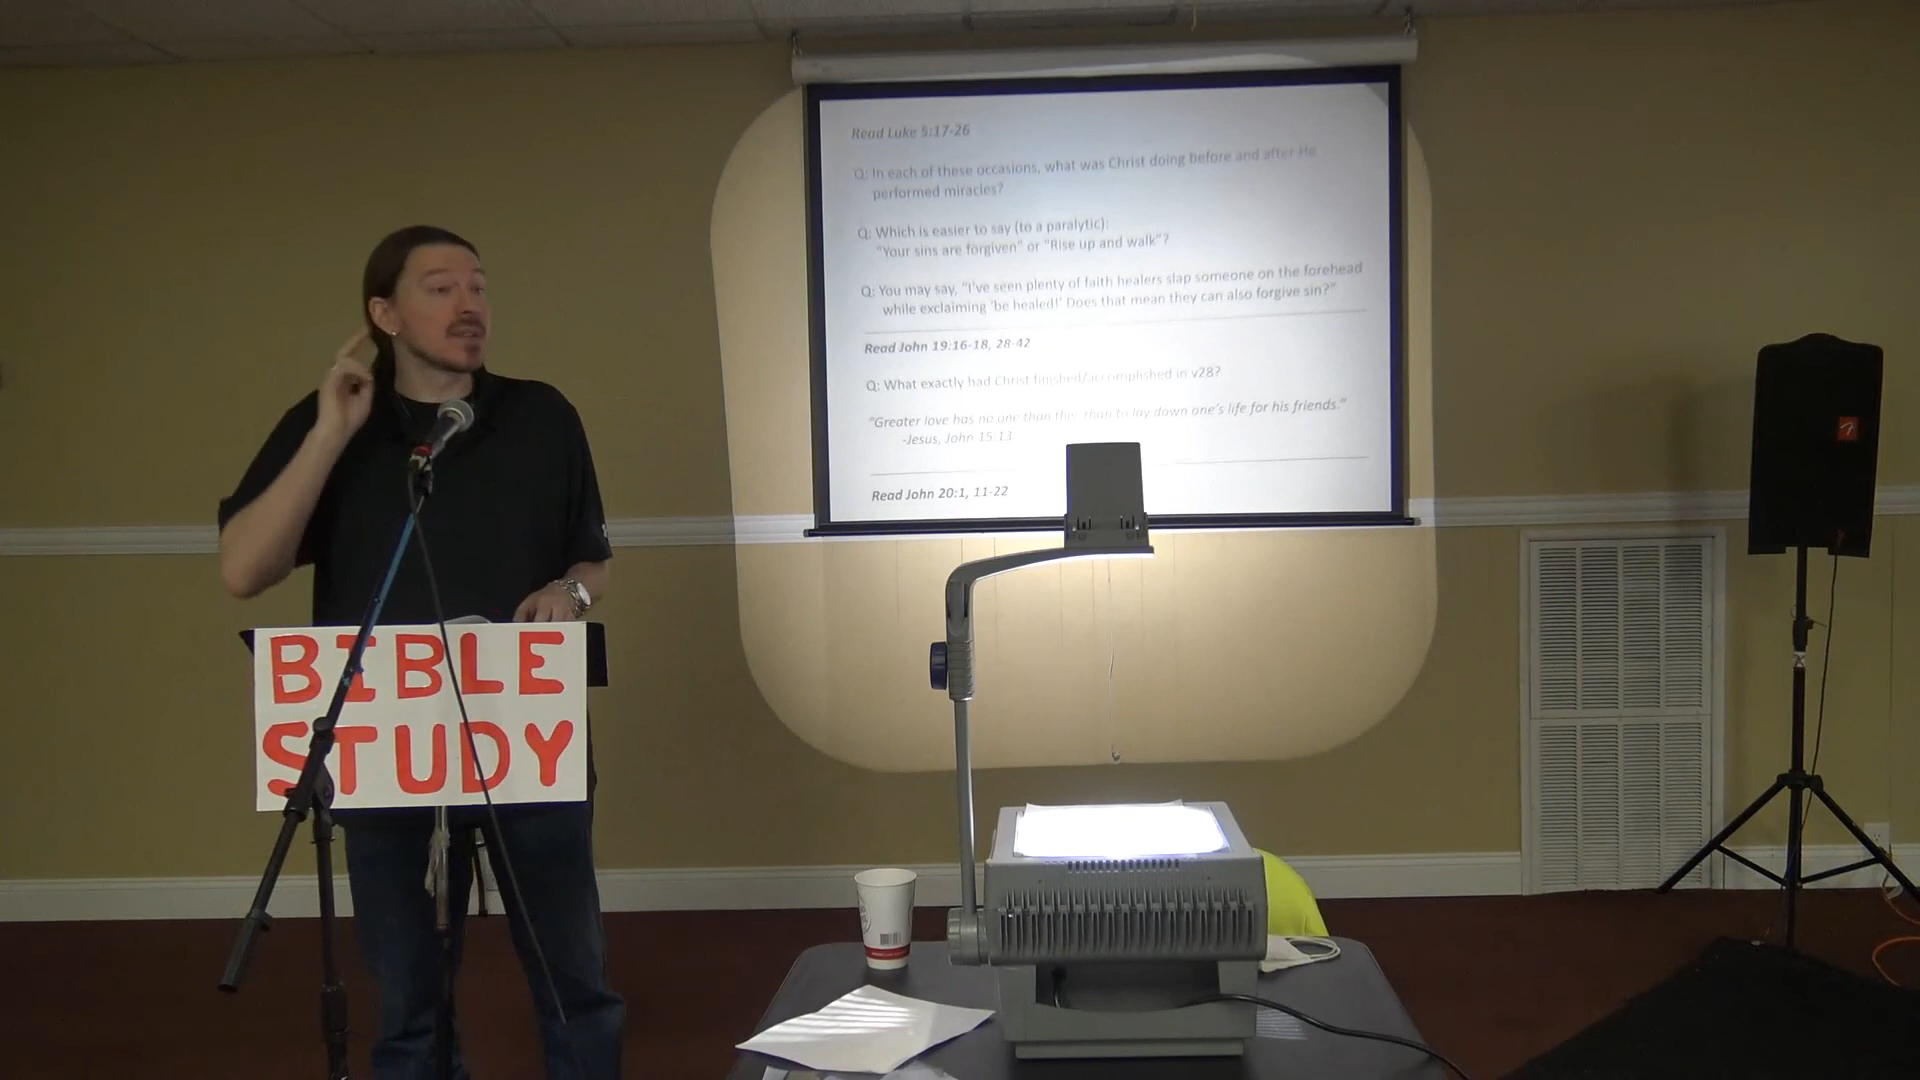 Read Luke 5:17-26
Q: In each of these occasions, what was Christ doing before and after He
performed miracles?
Q: Which is easier to say (to a paralytic):
"Your sins are forgiven" or "Rise up and walk"?
Q: You may say, "I've seen plenty of faith healers slap someone on the forehead
while exclaiming 'be healed!' Does that mean they can also forgive sin?"
Read John 19:16-18, 28-42
Q: What exactly had Christ finished/accomplished in v28?
"Greater love has no one than this, than to lay down one's life for his friends."
-Jesus, John 15:13
Read John 20:1, 11-22
BIBLE
STUDY